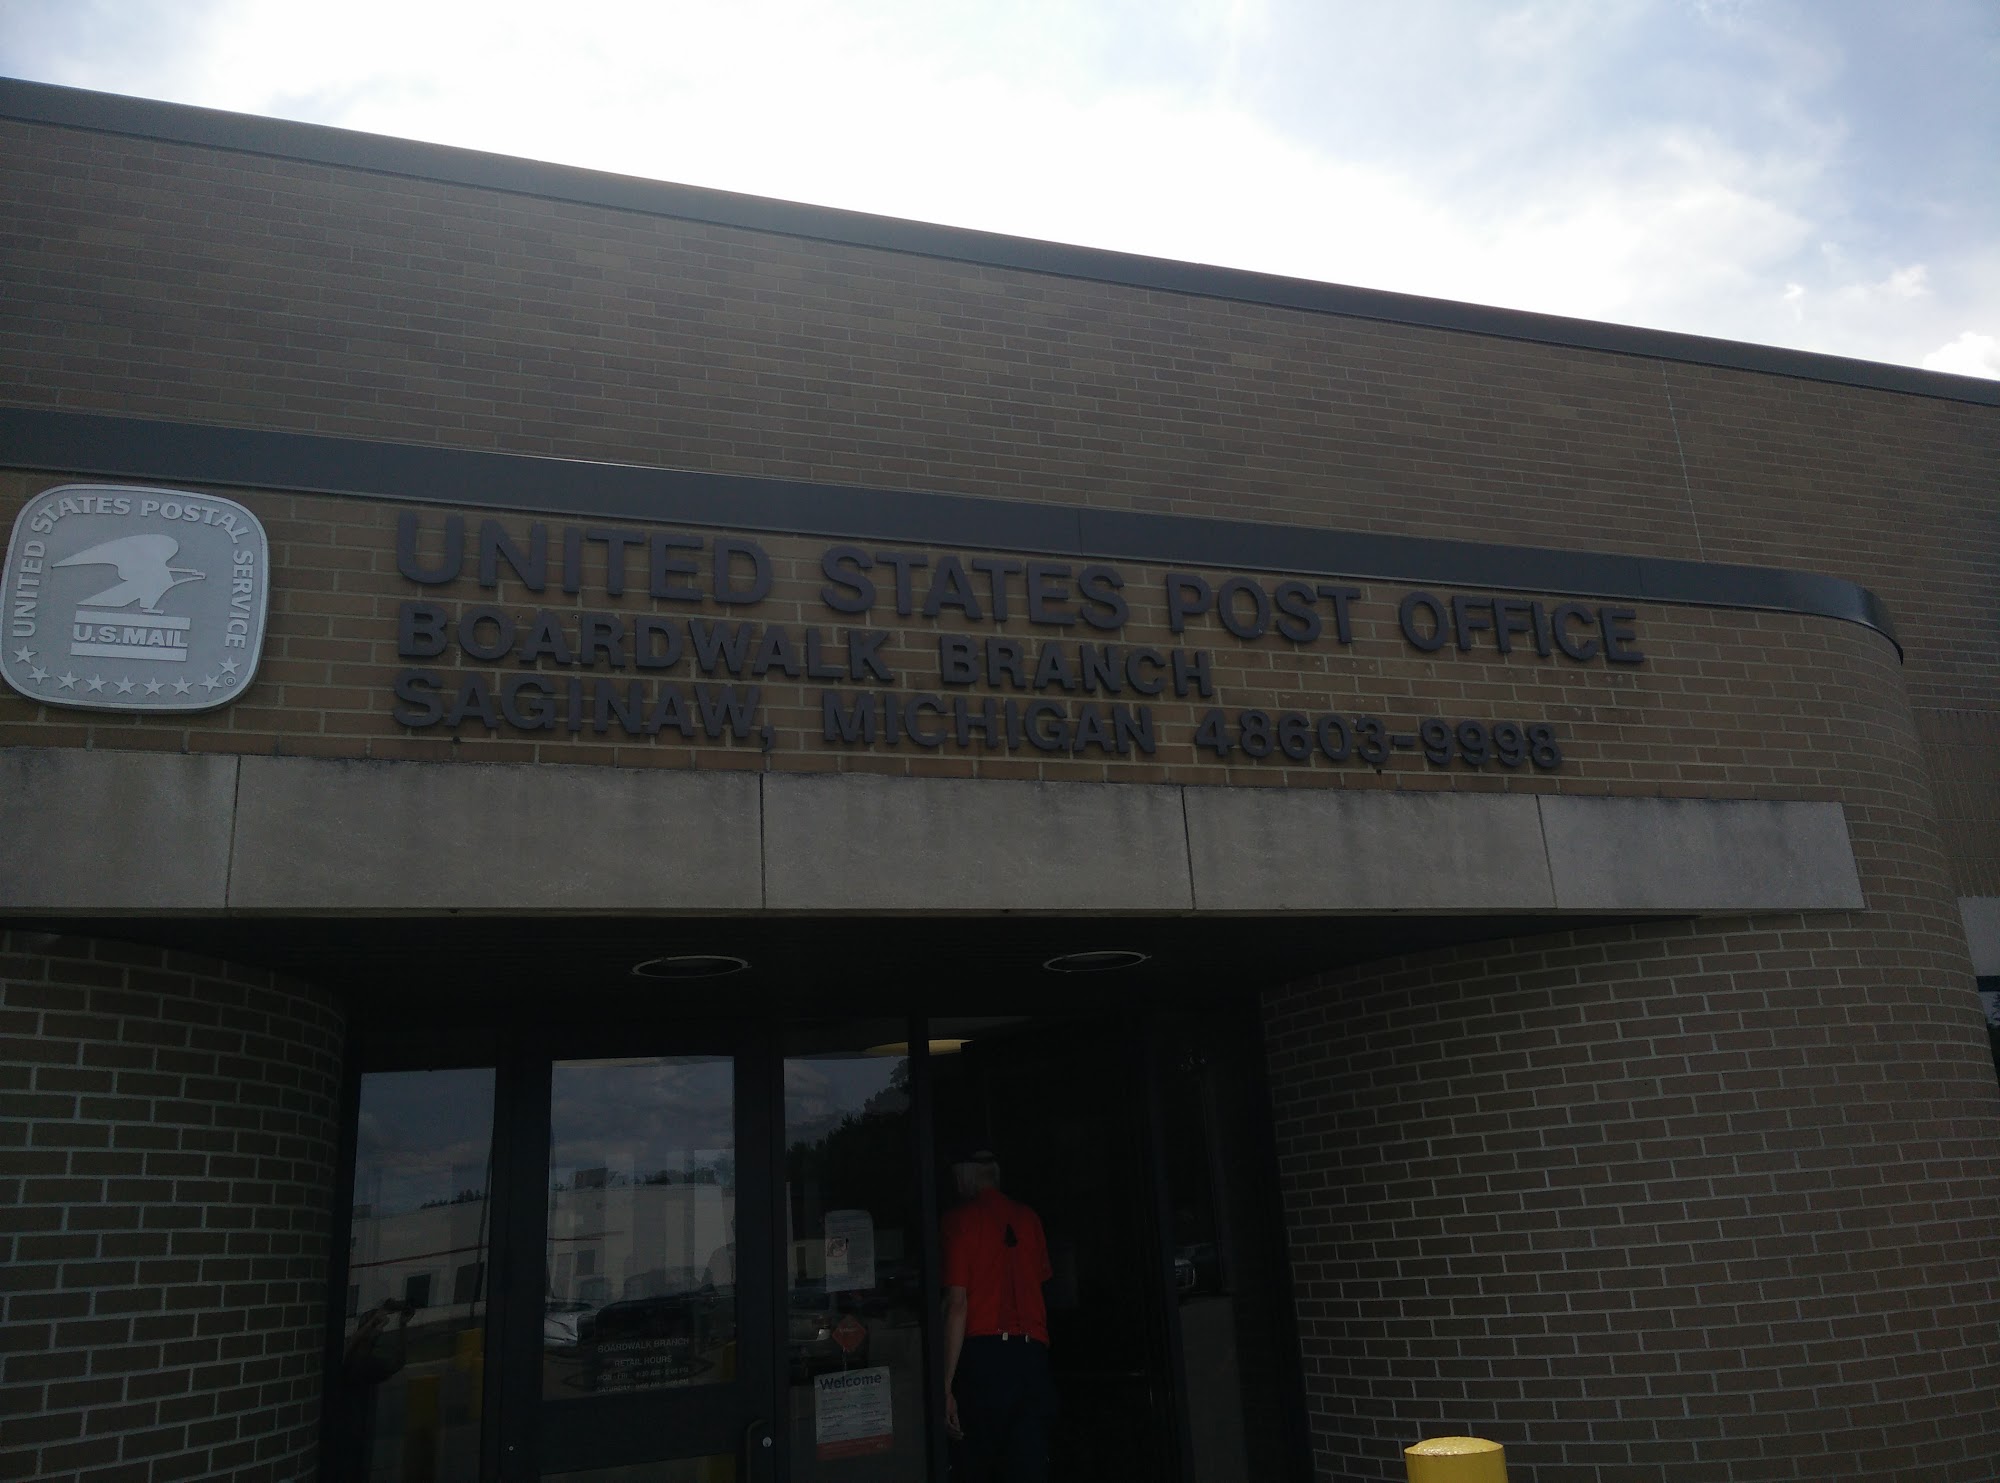 UNITED STATES POSTAL SERVICE
U.S.MAIL
UNITED STATES POST OFFICE
BOARDWALK BRANCH
SAGINAW, MICHIGAN 48603-9998
BOARDWALK BRANCH
RETAIL HOURS
Welcome